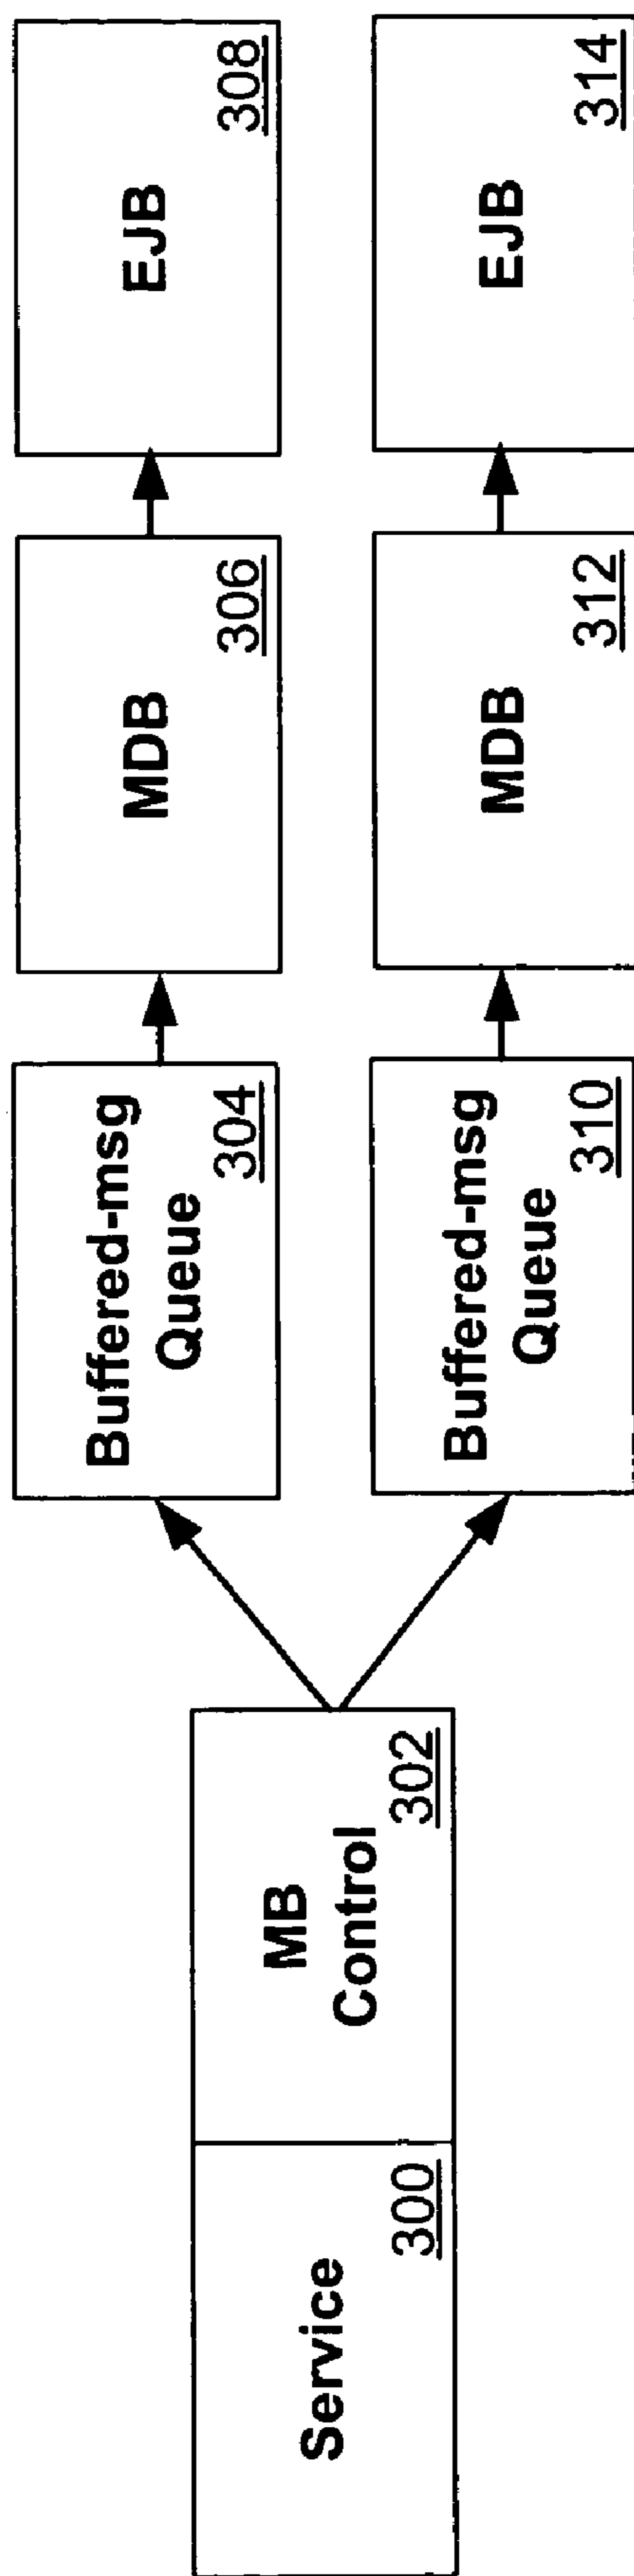 Service
300
MB
Control
302
Buffered-msg
Queue
304
MDB
306
EJB
308
Buffered-msg
Queue
310
MDB
312
EJB
314